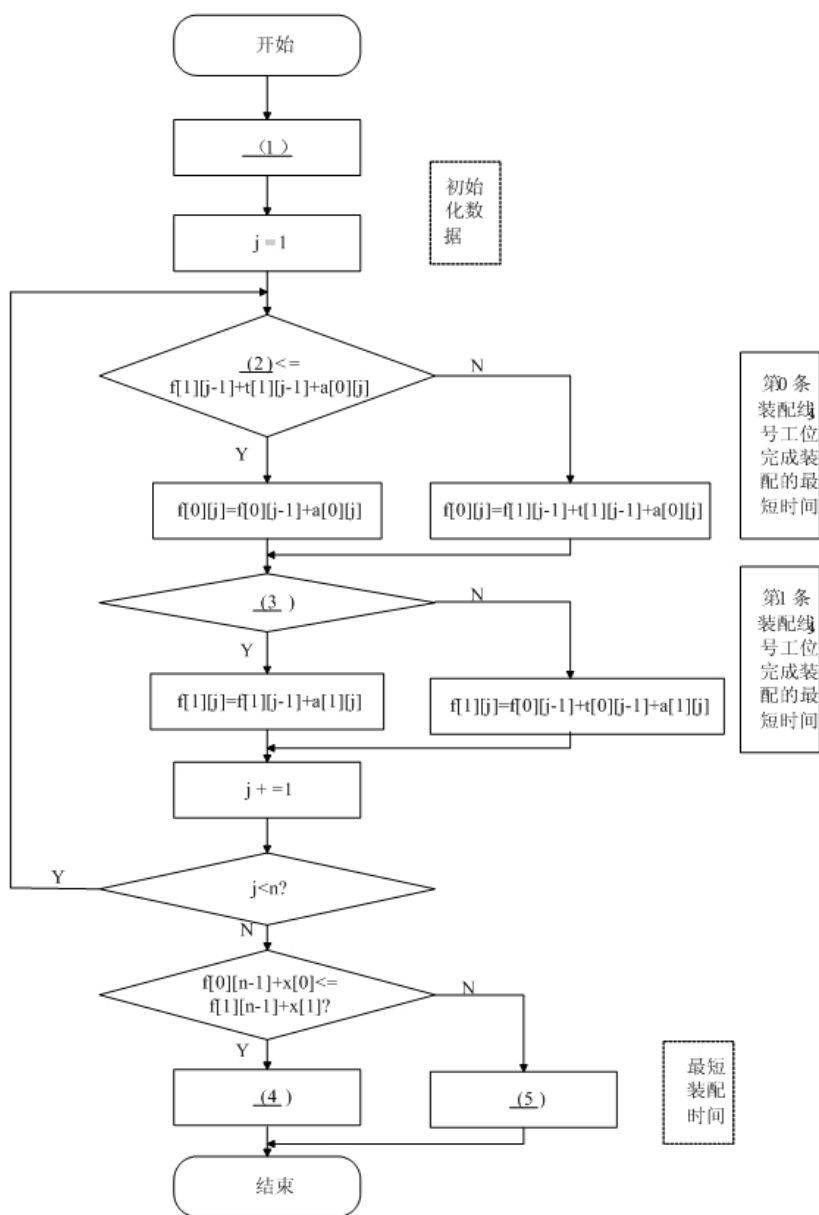 开始
(1)
初始
化数
据
j =1
(2)<=
f[1][j-1]+t[1][j-1]+a[0][j]
N
Y
第0 条
装配线j
号工位
完成装
配的最
短时间
f[0][j]=f[0][j-1]+a[0][j]
f[0][j]=f[1][j-1]+t[1][j-1]+a[0][j]
(3 )
N
Y
第1 条
装配线j
号工位
完成装
配的最
短时间
f[1][j]=f[1][j-1]+a[1][j]
f[1][j]=f[0][j-1]+t[0][j-1]+a[1][j]
j + =1
Y
j<n?
N
f[0][n-1]+x[0]<=
f[1][n-1]+x[1]?
N
Y
(4 )
(5 )
最短
装配
时间
结束